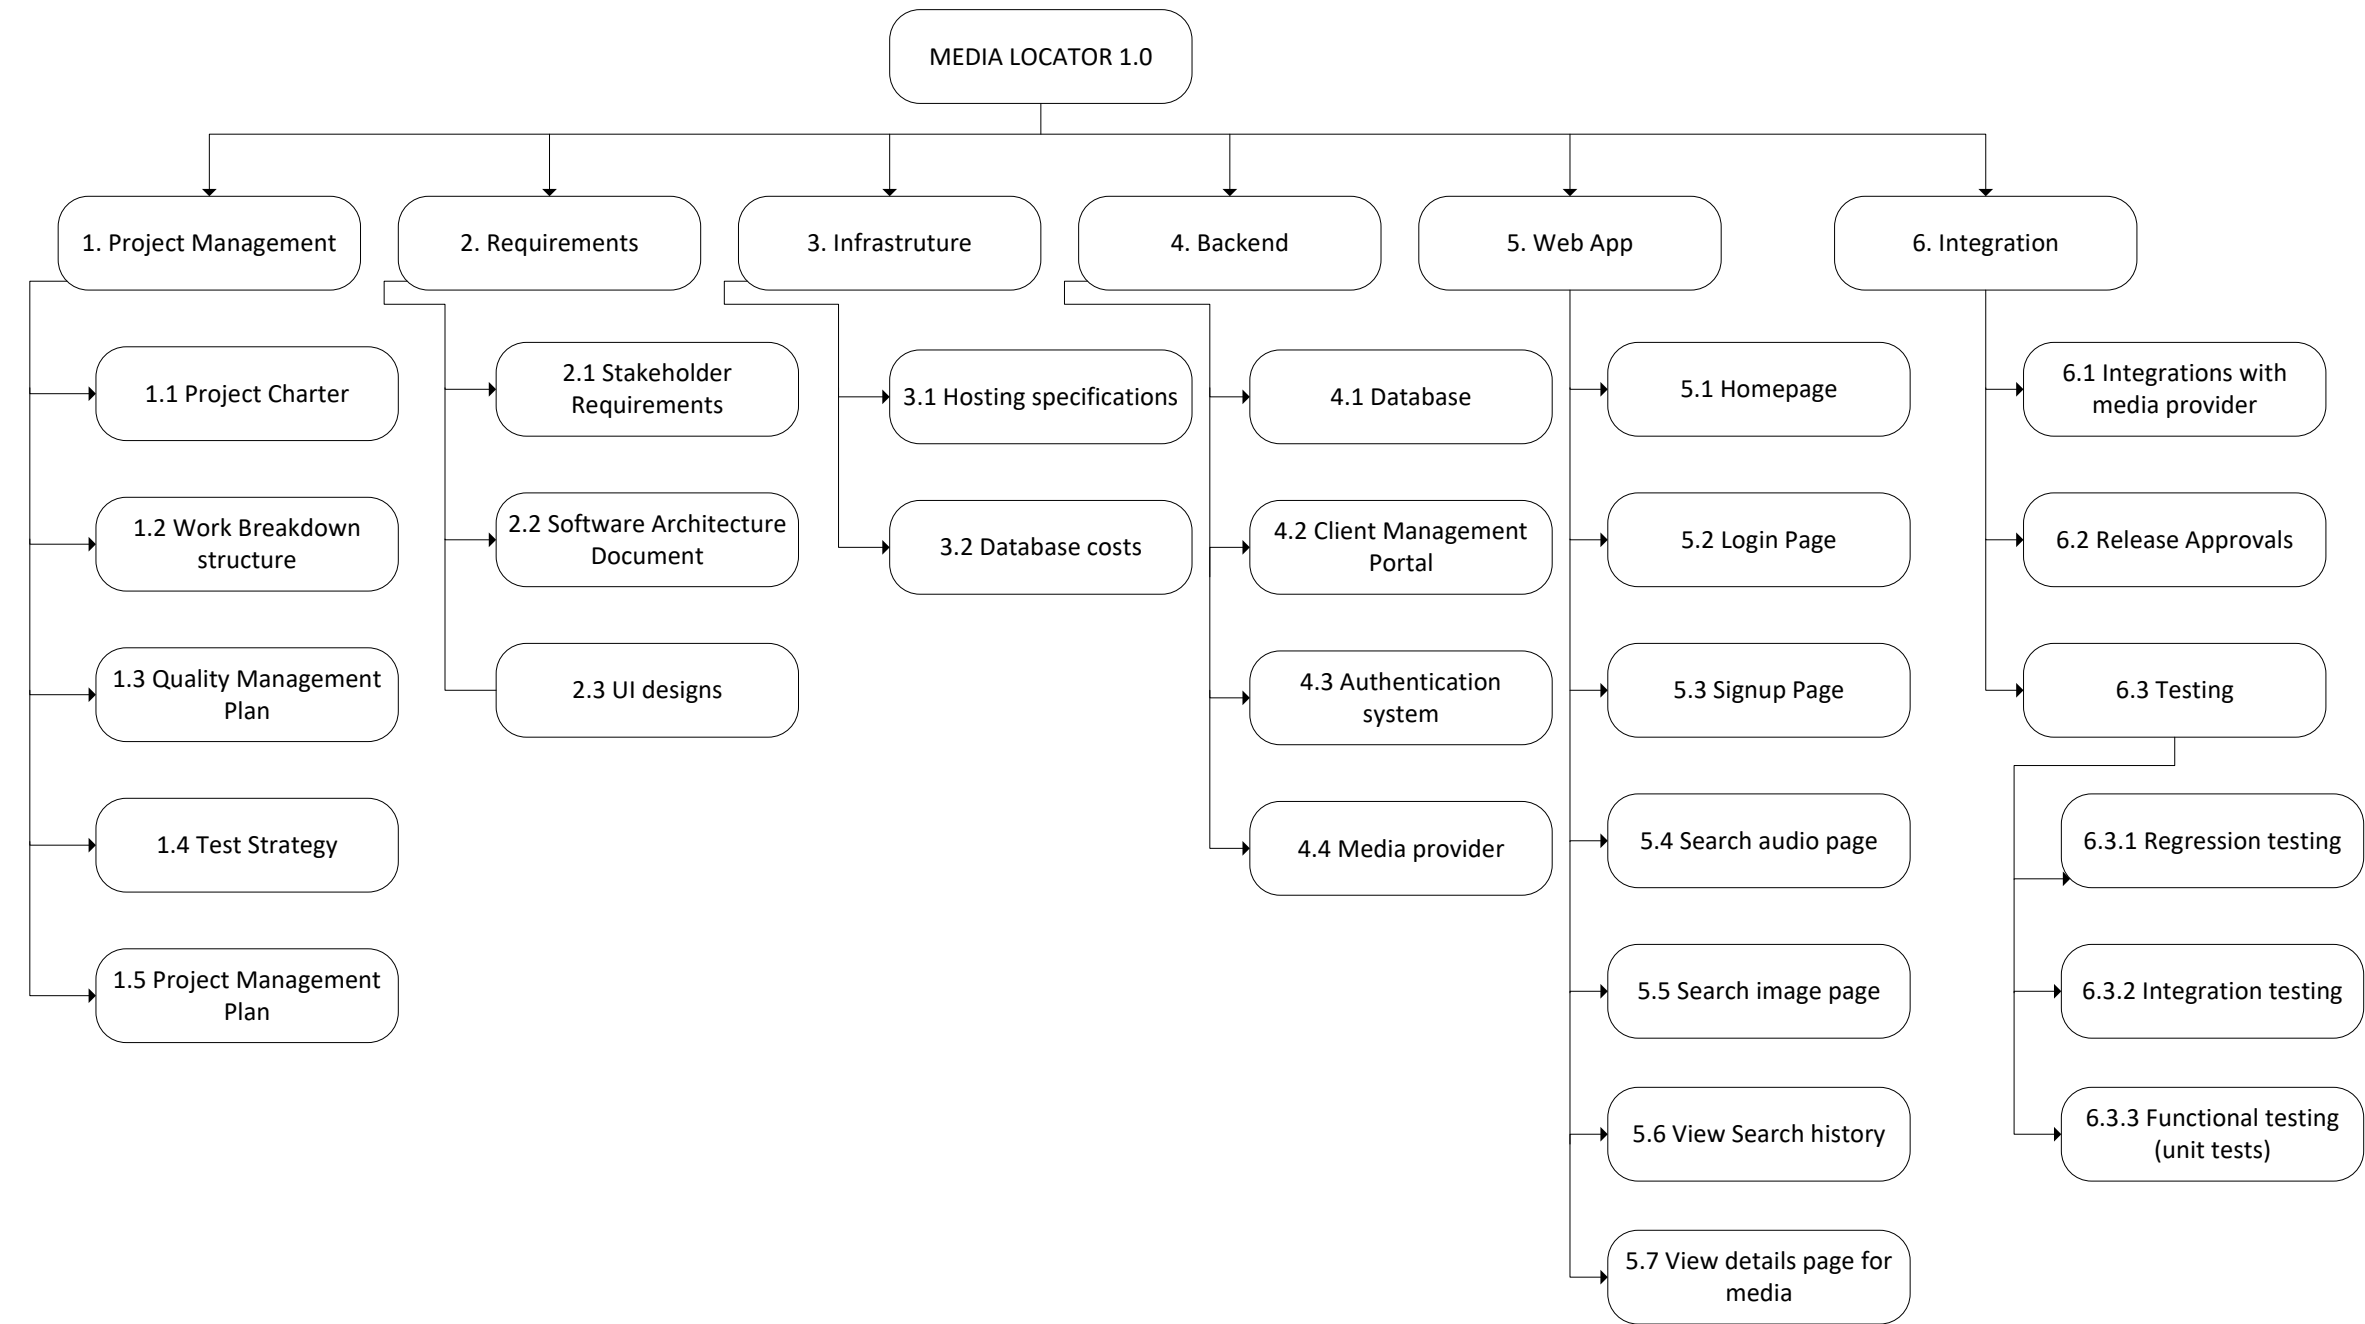 MEDIA LOCATOR 1.0
1. Project Management
2. Requirements
3. Infrastruture
4. Backend
5. Web App
6. Integration
1.1 Project Charter
1.2 Work Breakdown
structure
1.3 Quality Management
Plan
1.4 Test Strategy
1.5 Project Management
Plan
2.1 Stakeholder
Requirements
2.2 Software Architecture
Document
2.3 UI designs
3.1 Hosting specifications
3.2 Database costs
4.1 Database
4.2 Client Management
Portal
4.3 Authentication
system
4.4 Media provider
5.1 Homepage
5.2 Login Page
5.3 Signup Page
5.4 Search audio page
5.5 Search image page
5.6 View Search history
5.7 View details page for
media
6.1 Integrations with
media provider
6.2 Release Approvals
6.3 Testing
6.3.1 Regression testing
6.3.2 Integration testing
6.3.3 Functional testing
(unit tests)